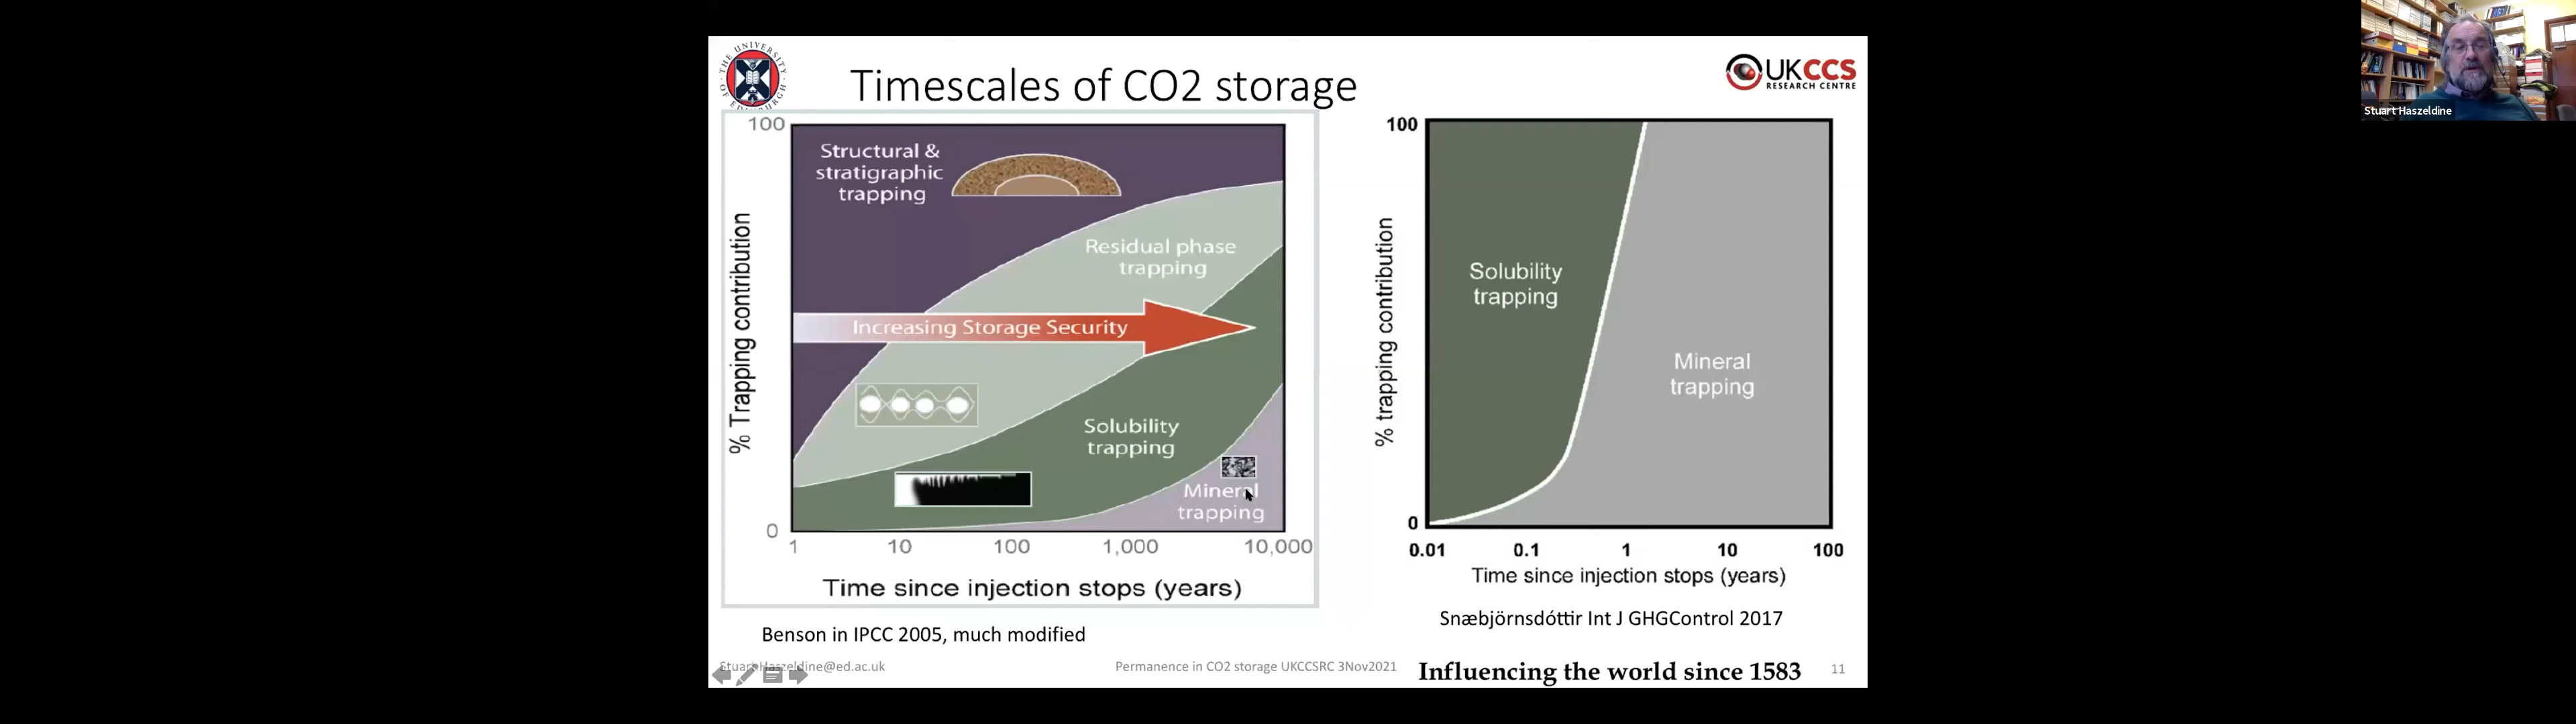 THE UNIVERSITY OF EDINBURGH
Timescales of CO2 storage
UKCCS
RESEARCH CENTRE
Stuart Haszeldine
100
Structural &
stratigraphic
trapping
Residual phase
trapping
Increasing Storage Security
Solubility
trapping
Mineral
trapping
% Trapping contribution
0
1
10
100
1,000
10,000
Time since injection stops (years)
Benson in IPCC 2005, much modified
100
Solubility
trapping
Mineral
trapping
% trapping contribution
0
0.01
0.1
1
10
100
Time since injection stops (years)
Snæbjörnsdóttir Int J GHGControl 2017
Stuart.Haszeldine@ed.ac.uk
Permanence in CO2 storage UKCCSRC 3Nov2021
Influencing the world since 1583
11